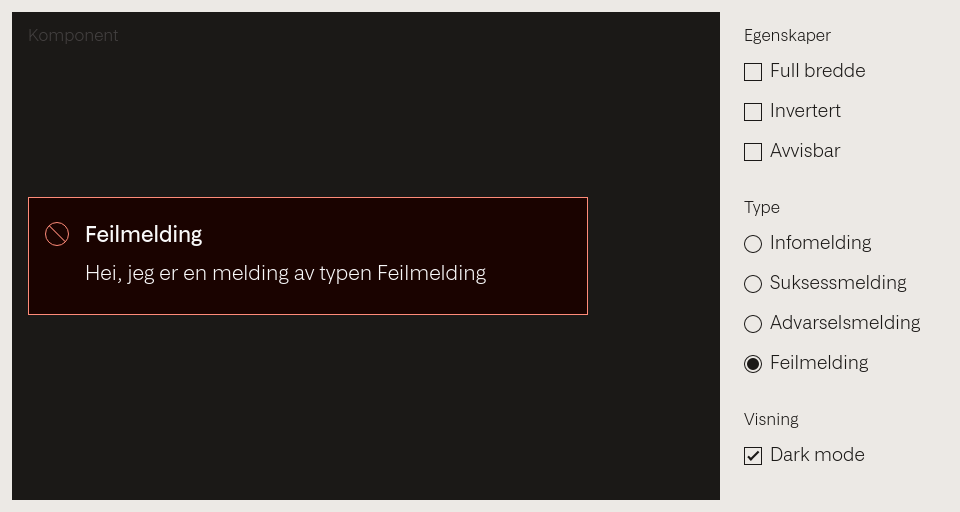 Komponent
Feilmelding
Hei, jeg er en melding av typen Feilmelding
Egenskaper
Full bredde
Invertert
Avvisbar
Type
Infomelding
Suksessmelding
Advarselsmelding
Feilmelding
Visning
Dark mode